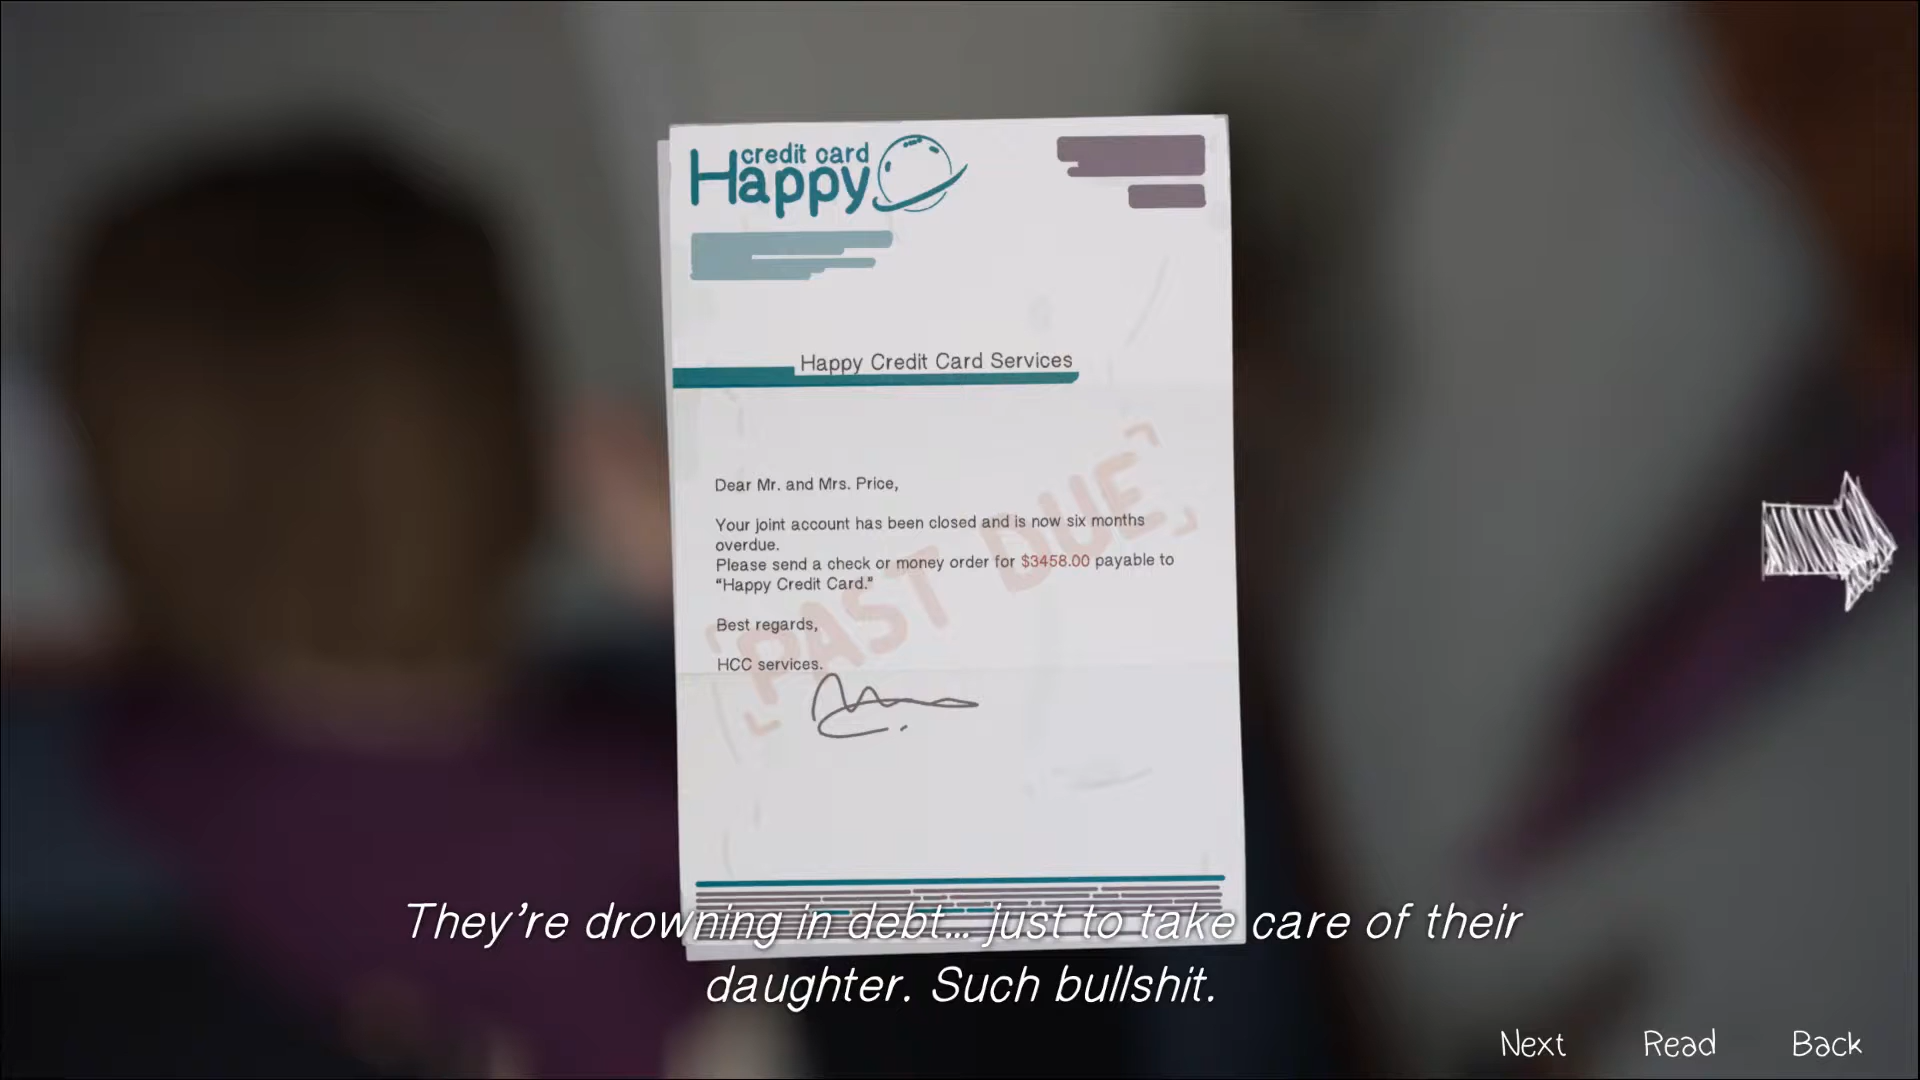 credit card
Happy
Happy Credit Card Services
Dear Mr. and Mrs. Price,
Your joint account has been closed and is now six months
overdue.
Please send a check or money order for $3458.00 payable to
“Happy Credit Card.”
PAST DUE
Best regards,
HCC services.
They’re drowning in debt... just to take care of their
daughter. Such bullshit.
Next Read Back